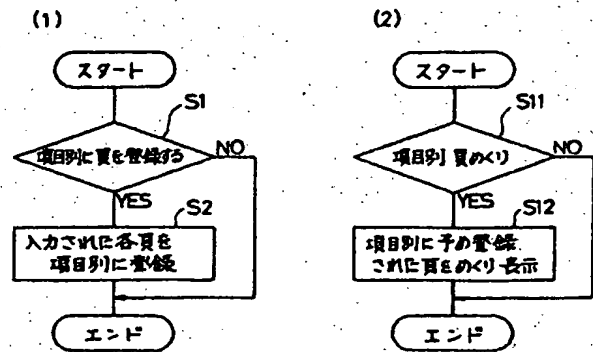 (1)
スタート
S1
項目別に頁を登録する
NO
YES
S2
入力された各頁を
項目別に登録
エンド
(2)
スタート
S11
項目別頁めくり
NO
YES
S12
項目別に予め登録
された頁をめくり表示
エンド